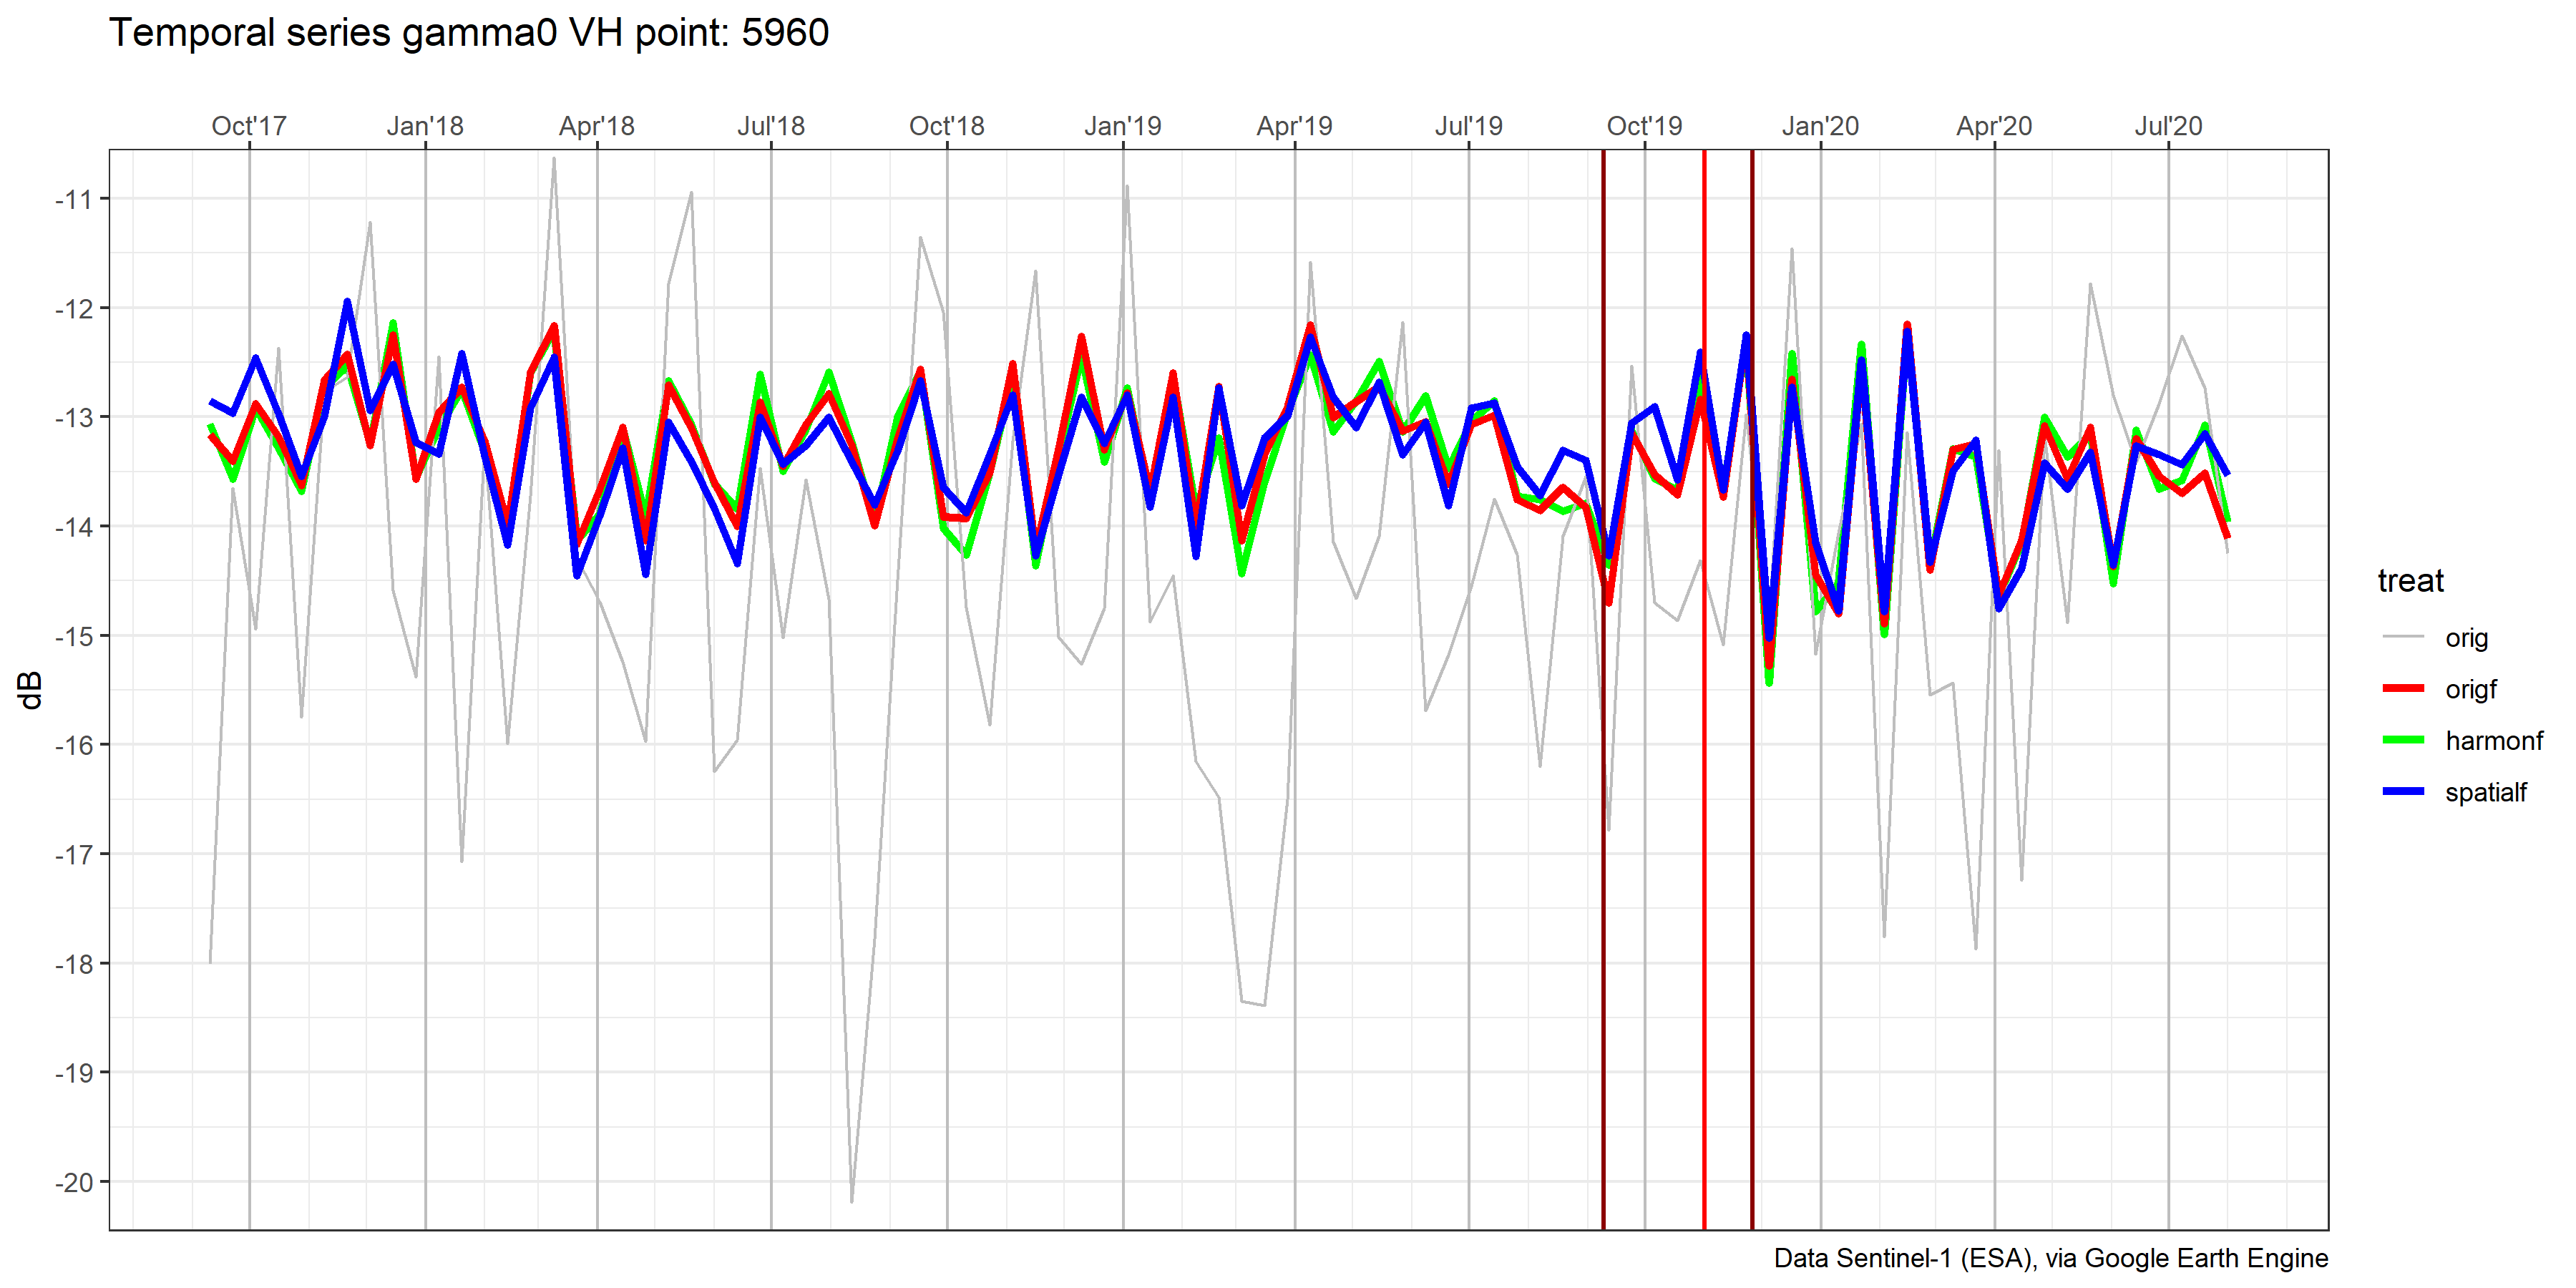 Temporal series gamma0 VH point: 5960
Oct'17 Jan'18 Apr'18 Jul'18 Oct'18 Jan'19 Apr'19 Jul'19 Oct'19 Jan'20 Apr'20 Jul'20
-11
-12
-13
-14
-15
-16
-17
-18
-19
-20
dB
treat
orig
origf
harmonf
spatialf
Data Sentinel-1 (ESA), via Google Earth Engine